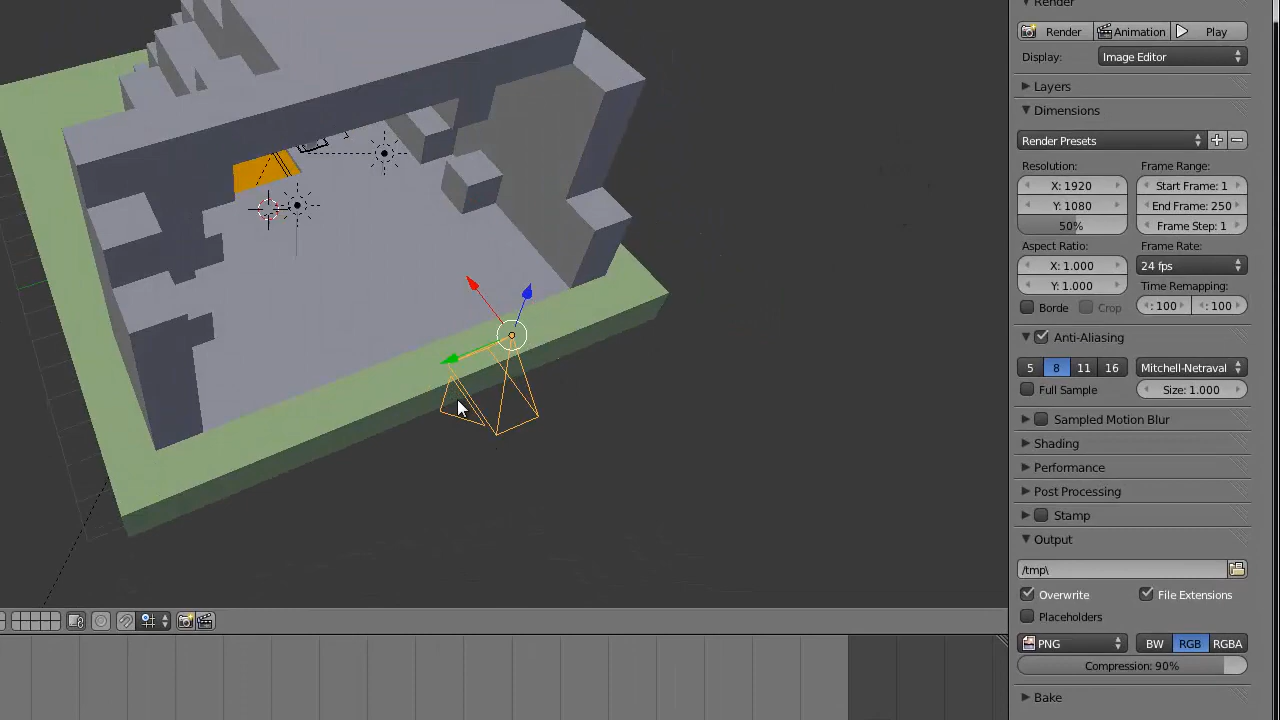 Render
Render Animation Play
Display: Image Editor
Layers
Dimensions
Render Presets
Resolution: Frame Range:
X: 1920 Start Frame: 1
Y: 1080 End Frame: 250
50% Frame Step: 1
Aspect Ratio: Frame Rate:
X: 1.000 24 fps
Y: 1.000 Time Remapping:
Borde Crop : 100 : 100
Anti-Aliasing
5 8 11 16 Mitchell-Netraval
Full Sample Size: 1.000
Sampled Motion Blur
Shading
Performance
Post Processing
Stamp
Output
/tmp\
Overwrite File Extensions
Placeholders
PNG BW RGB RGBA
Compression: 90%
Bake